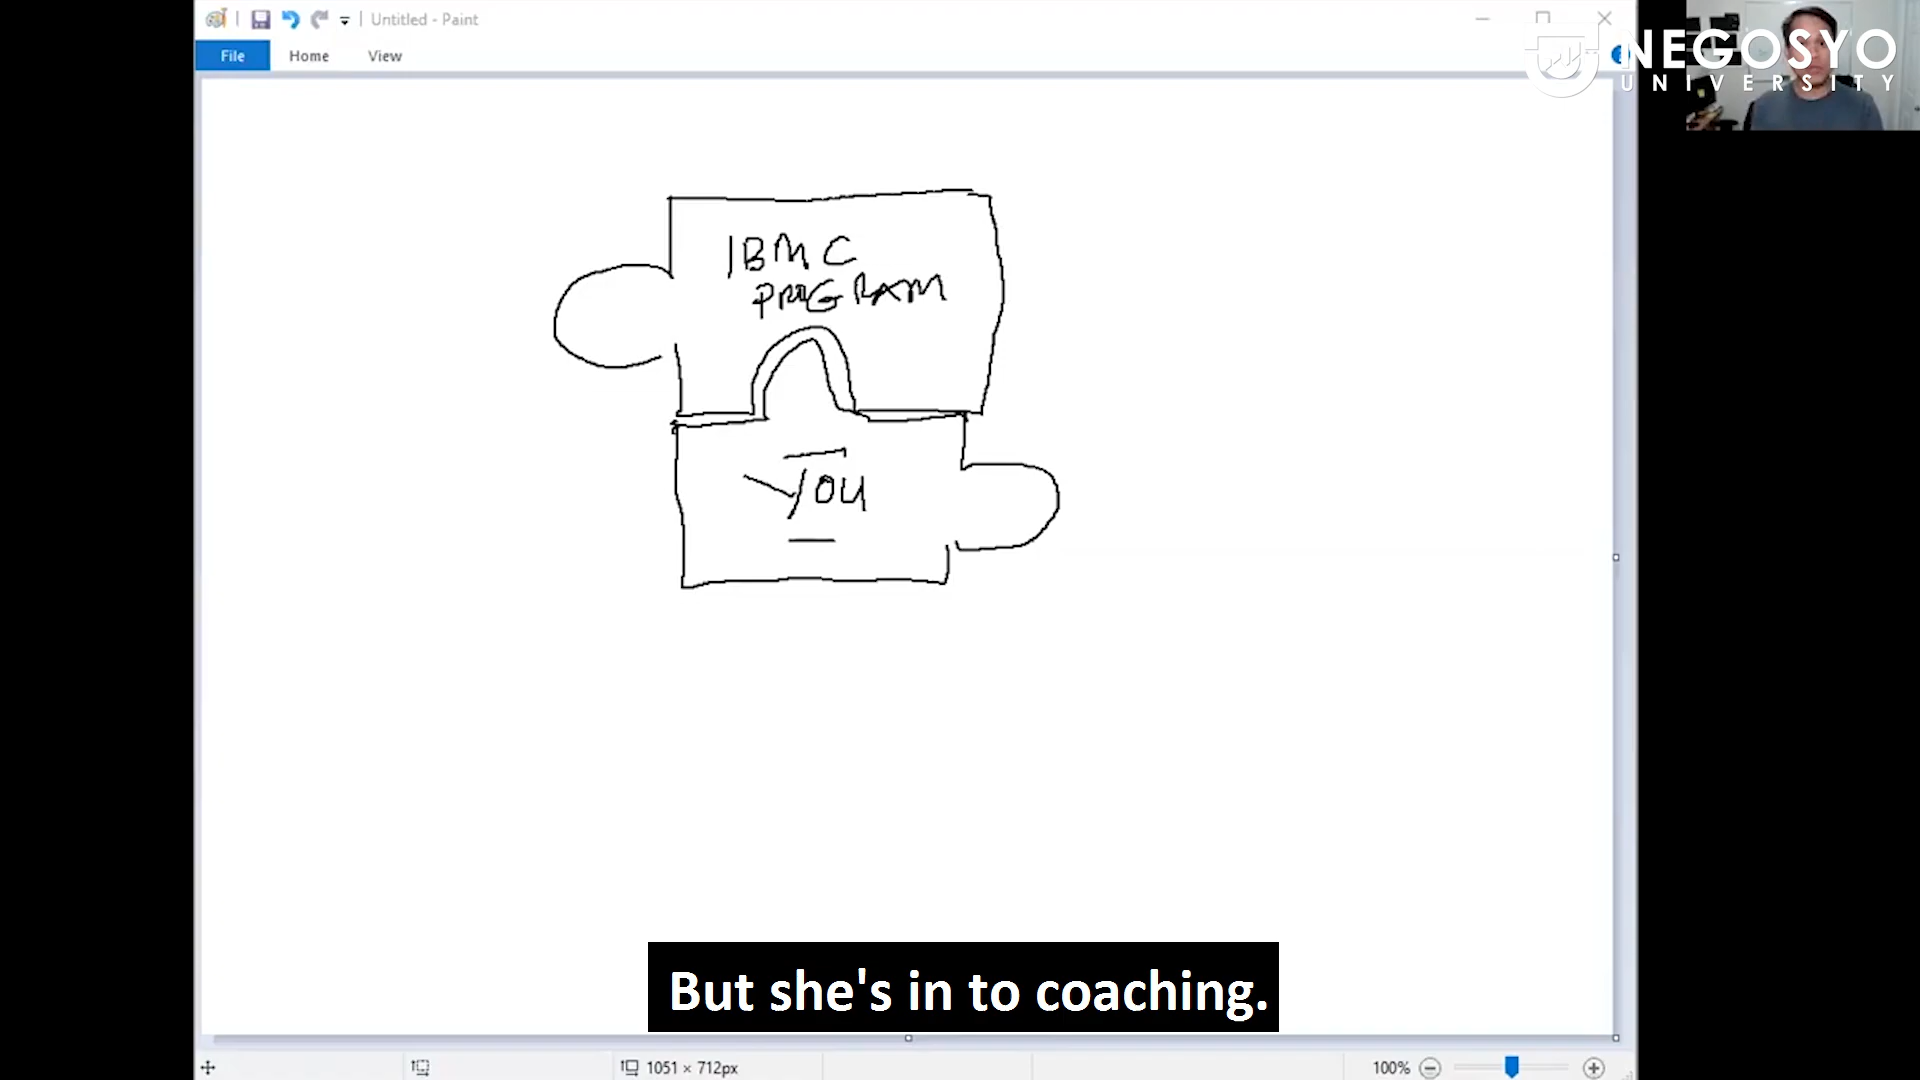 Untitled - Paint
File Home View
NEGOSYO
UNIVERSITY
IBMC
PROGRAM
YOU
But she's in to coaching.
1051 × 712px
100%